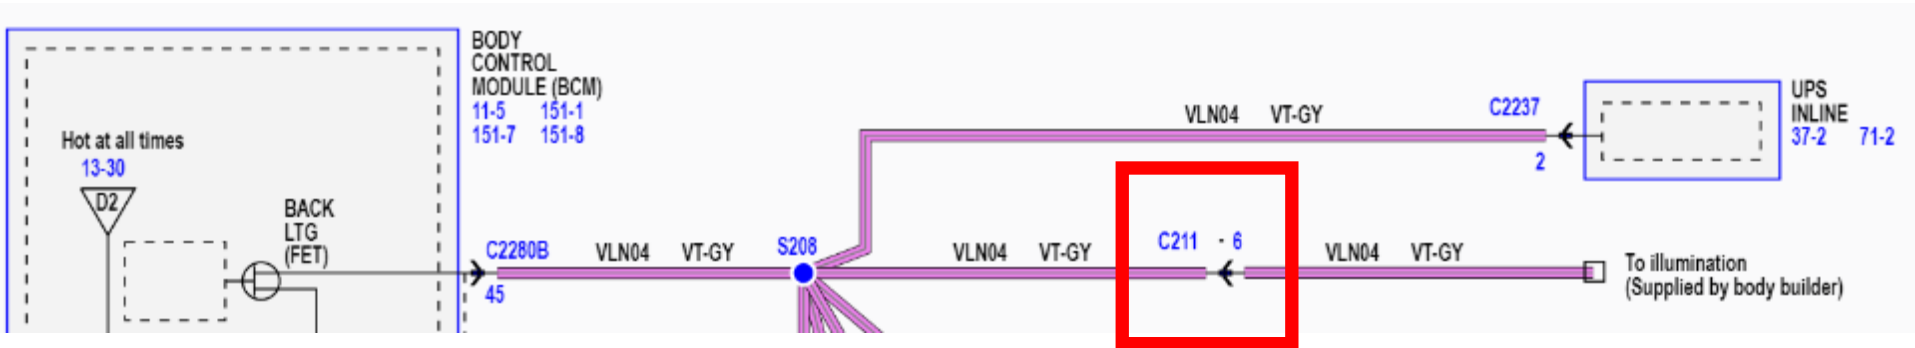 BODY
CONTROL
MODULE (BCM)
11-5 151-1
151-7 151-8
Hot at all times
13-30
D2
BACK
LTG
(FET)
C2280B
45
VLN04 VT-GY
S208
VLN04 VT-GY
C2237
2
UPS
INLINE
37-2 71-2
VLN04 VT-GY
C211 - 6
VLN04 VT-GY
To illumination
(Supplied by body builder)